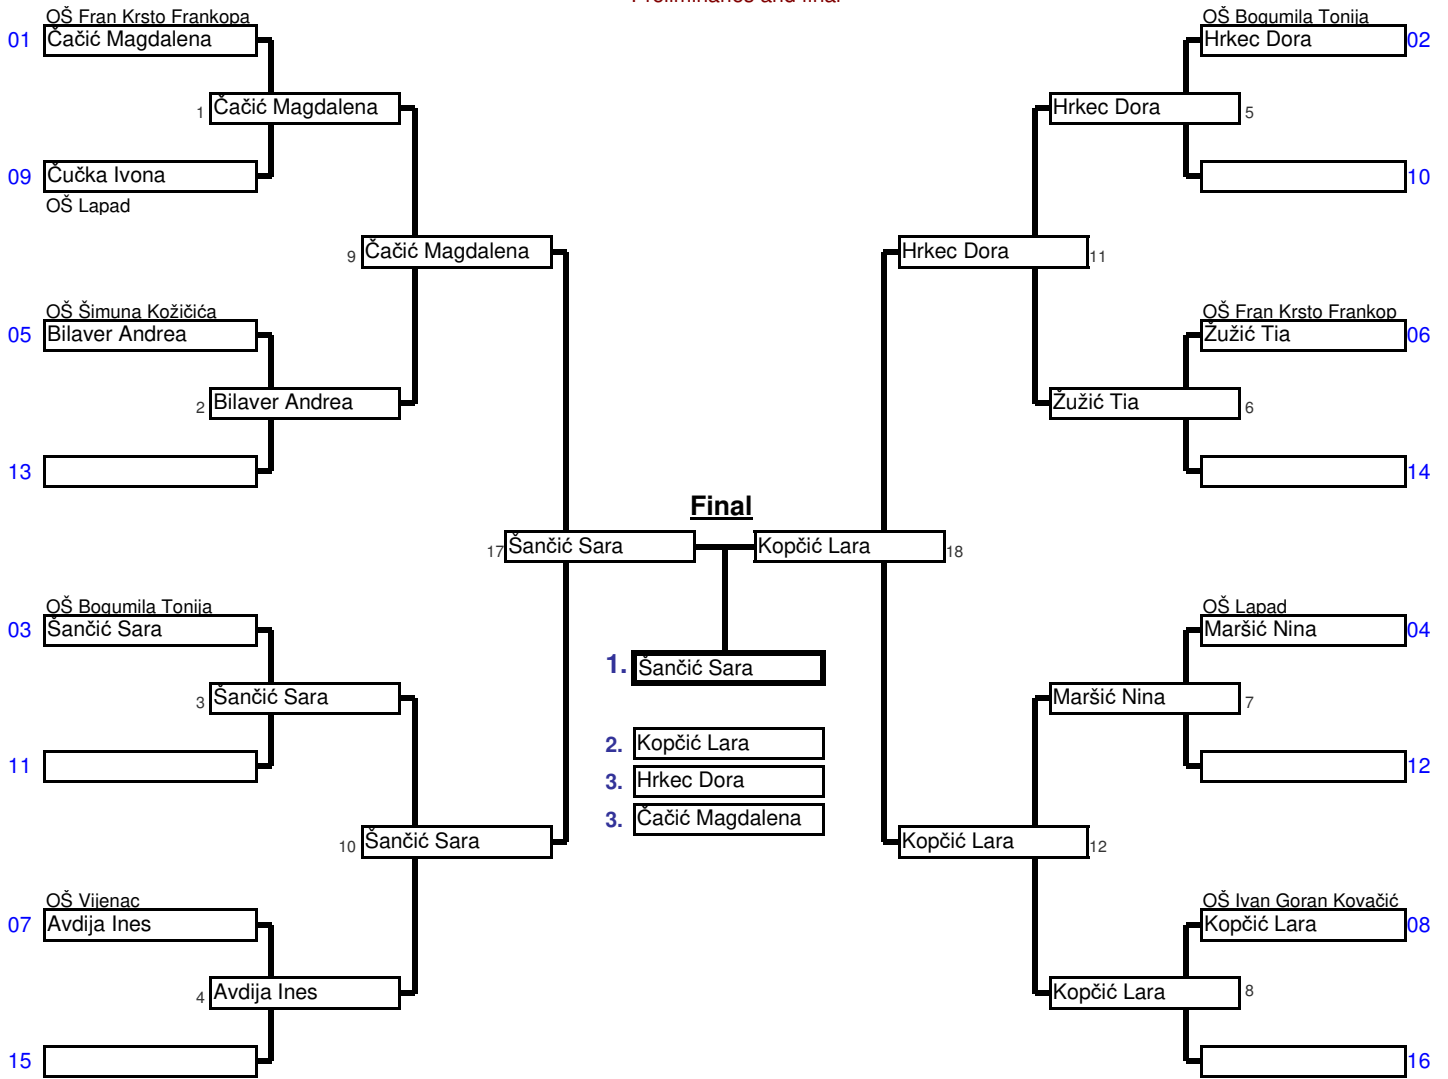 Preliminaries and final
OŠ Fran Krsto Frankopa
01 Čačić Magdalena
1 Čačić Magdalena
09 Čučka Ivona
OŠ Lapad
9 Čačić Magdalena
OŠ Šimuna Kožičića
05 Bilaver Andrea
2 Bilaver Andrea
13
17 Šančić Sara
OŠ Bogumila Tonija
03 Šančić Sara
3 Šančić Sara
11
10 Šančić Sara
OŠ Vijenac
07 Avdija Ines
4 Avdija Ines
15
Final
1. Šančić Sara
2. Kopčić Lara
3. Hrkec Dora
3. Čačić Magdalena
OŠ Bogumila Tonija
Hrkec Dora 02
Hrkec Dora 5
10
Hrkec Dora 11
OŠ Fran Krsto Frankop
Žužić Tia 06
Žužić Tia 6
14
Kopčić Lara 18
OŠ Lapad
Maršić Nina 04
Maršić Nina 7
12
Kopčić Lara 12
OŠ Ivan Goran Kovačić
Kopčić Lara 08
Kopčić Lara 8
16